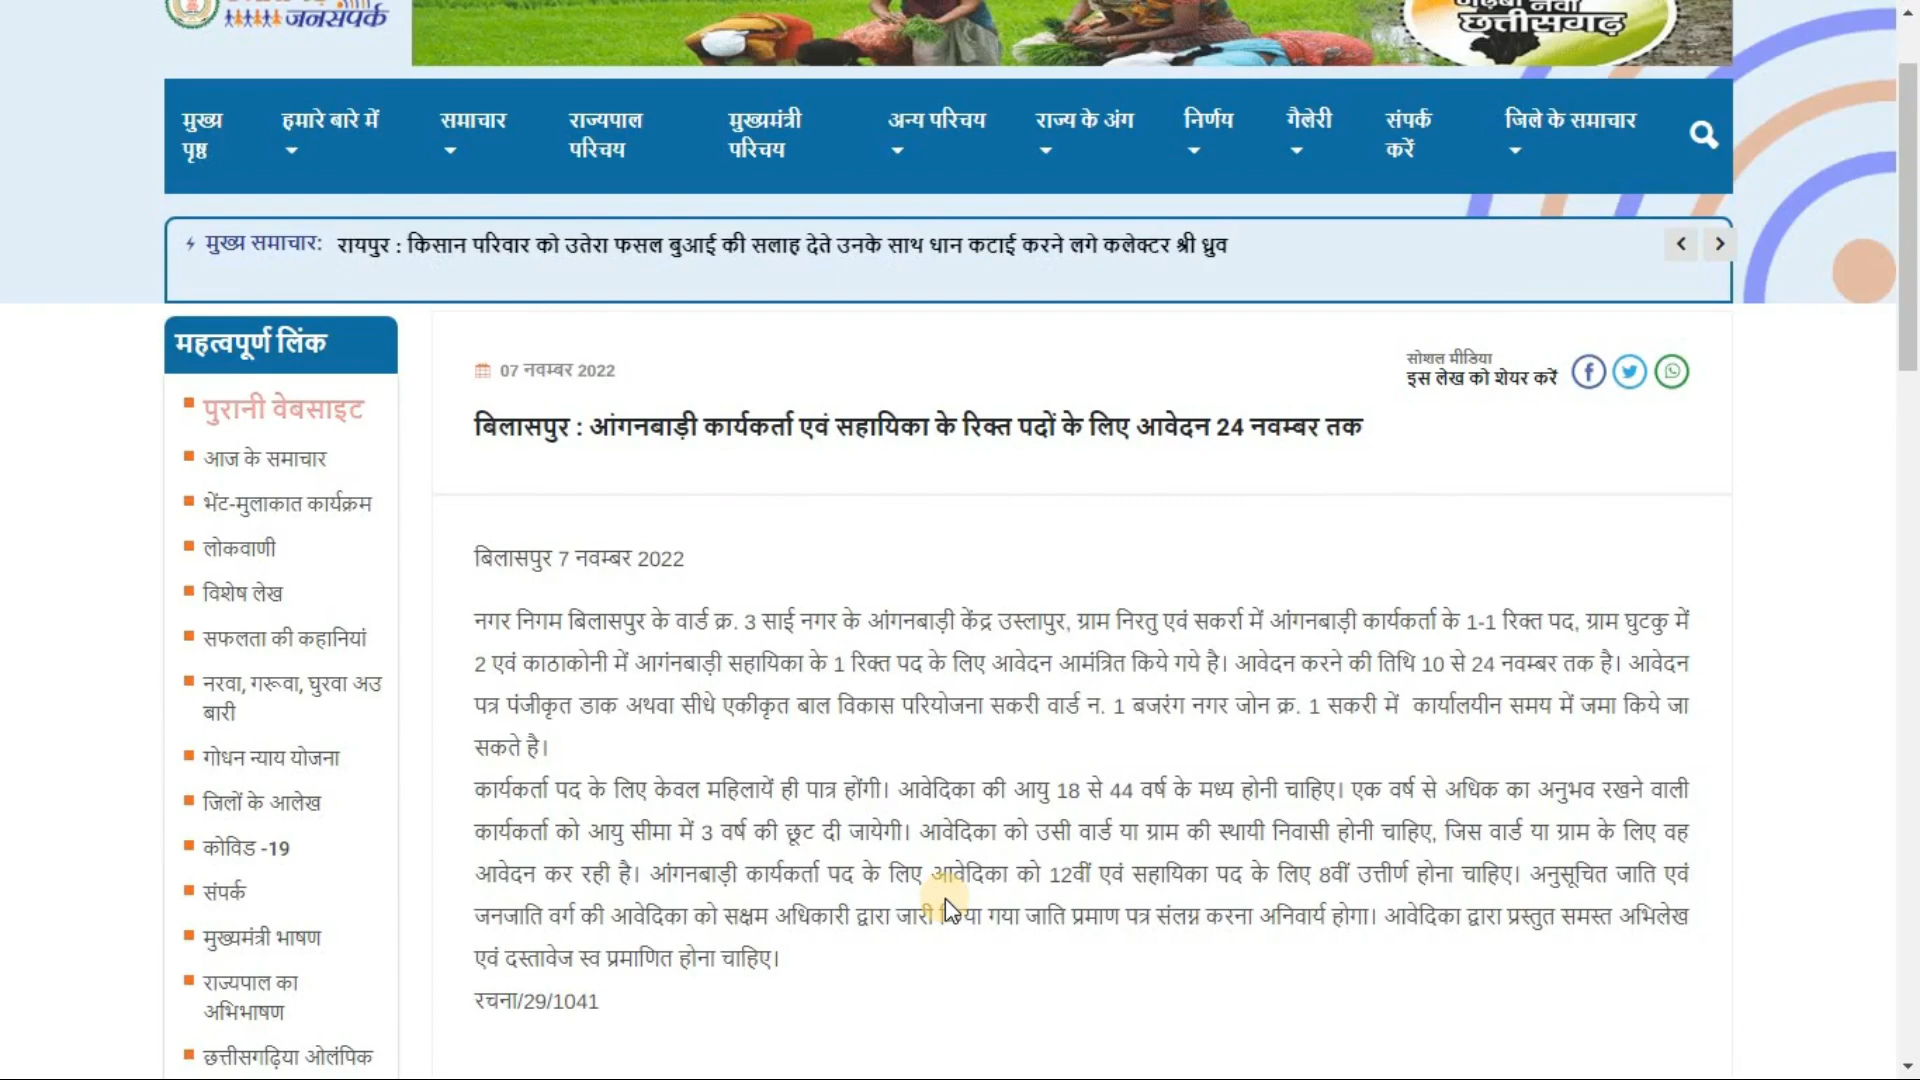 जनसंपर्क
छत्तीसगढ़
मुख्य पृष्ठ
हमारे बारे में
समाचार
राज्यपाल परिचय
मुख्यमंत्री परिचय
अन्य परिचय
राज्य के अंग
निर्णय
गैलेरी
संपर्क करें
जिले के समाचार
मुख्य समाचार: रायपुर : किसान परिवार को उतेरा फसल बुआई की सलाह देते उनके साथ धान कटाई करने लगे कलेक्टर श्री ध्रुव
महत्वपूर्ण लिंक
पुरानी वेबसाइट
आज के समाचार
भेंट-मुलाकात कार्यक्रम
लोकवाणी
विशेष लेख
सफलता की कहानियां
नरवा, गरूवा, घुरवा अउ
बारी
गोधन न्याय योजना
जिलों के आलेख
कोविड -19
संपर्क
मुख्यमंत्री भाषण
राज्यपाल का
अभिभाषण
छत्तीसगढ़िया ओलंपिक
07 नवम्बर 2022
सोशल मीडिया
इस लेख को शेयर करें
बिलासपुर : आंगनबाड़ी कार्यकर्ता एवं सहायिका के रिक्त पदों के लिए आवेदन 24 नवम्बर तक
बिलासपुर 7 नवम्बर 2022
नगर निगम बिलासपुर के वार्ड क्र. 3 साई नगर के आंगनबाड़ी केंद्र उस्लापुर, ग्राम निरतु एवं सकर्रा में आंगनबाड़ी कार्यकर्ता के 1-1 रिक्त पद, ग्राम घुटकु में
2 एवं काठाकोनी में आगंनबाड़ी सहायिका के 1 रिक्त पद के लिए आवेदन आमंत्रित किये गये है। आवेदन करने की तिथि 10 से 24 नवम्बर तक है। आवेदन
पत्र पंजीकृत डाक अथवा सीधे एकीकृत बाल विकास परियोजना सकरी वार्ड न. 1 बजरंग नगर जोन क्र. 1 सकरी में कार्यालयीन समय में जमा किये जा
सकते है।
कार्यकर्ता पद के लिए केवल महिलायें ही पात्र होंगी। आवेदिका की आयु 18 से 44 वर्ष के मध्य होनी चाहिए। एक वर्ष से अधिक का अनुभव रखने वाली
कार्यकर्ता को आयु सीमा में 3 वर्ष की छूट दी जायेगी। आवेदिका को उसी वार्ड या ग्राम की स्थायी निवासी होनी चाहिए, जिस वार्ड या ग्राम के लिए वह
आवेदन कर रही है। आंगनबाड़ी कार्यकर्ता पद के लिए आवेदिका को 12वीं एवं सहायिका पद के लिए 8वीं उत्तीर्ण होना चाहिए। अनुसूचित जाति एवं
जनजाति वर्ग की आवेदिका को सक्षम अधिकारी द्वारा जारी किया गया जाति प्रमाण पत्र संलग्न करना अनिवार्य होगा। आवेदिका द्वारा प्रस्तुत समस्त अभिलेख
एवं दस्तावेज स्व प्रमाणित होना चाहिए।
रचना/29/1041